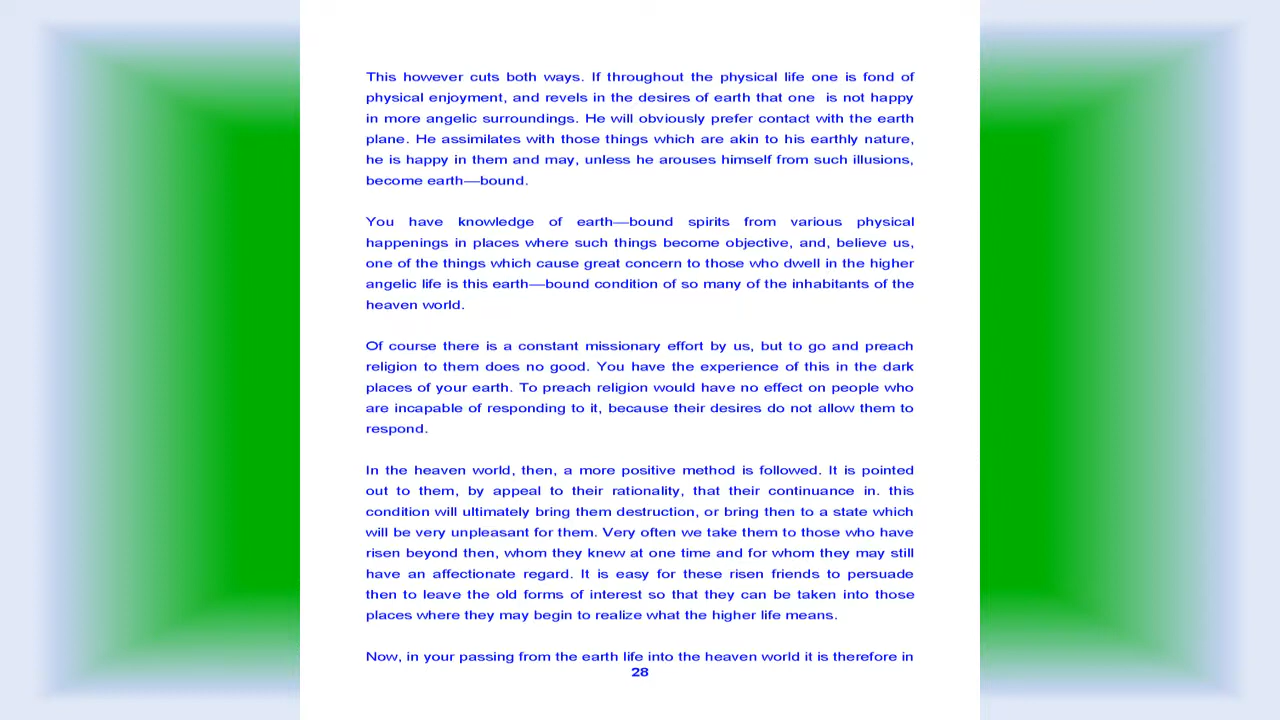 This however cuts both ways. If throughout the physical life one is fond of
physical enjoyment, and revels in the desires of earth that one is not happy
in more angelic surroundings. He will obviously prefer contact with the earth
plane. He assimilates with those things which are akin to his earthly nature,
he is happy in them and may, unless he arouses himself from such illusions,
become earth—bound.
You have knowledge of earth—bound spirits from various physical
happenings in places where such things become objective, and, believe us,
one of the things which cause great concern to those who dwell in the higher
angelic life is this earth—bound condition of so many of the inhabitants of the
heaven world.
Of course there is a constant missionary effort by us, but to go and preach
religion to them does no good. You have the experience of this in the dark
places of your earth. To preach religion would have no effect on people who
are incapable of responding to it, because their desires do not allow them to
respond.
In the heaven world, then, a more positive method is followed. It is pointed
out to them, by appeal to their rationality, that their continuance in. this
condition will ultimately bring them destruction, or bring then to a state which
will be very unpleasant for them. Very often we take them to those who have
risen beyond then, whom they knew at one time and for whom they may still
have an affectionate regard. It is easy for these risen friends to persuade
then to leave the old forms of interest so that they can be taken into those
places where they may begin to realize what the higher life means.
Now, in your passing from the earth life into the heaven world it is therefore in
28